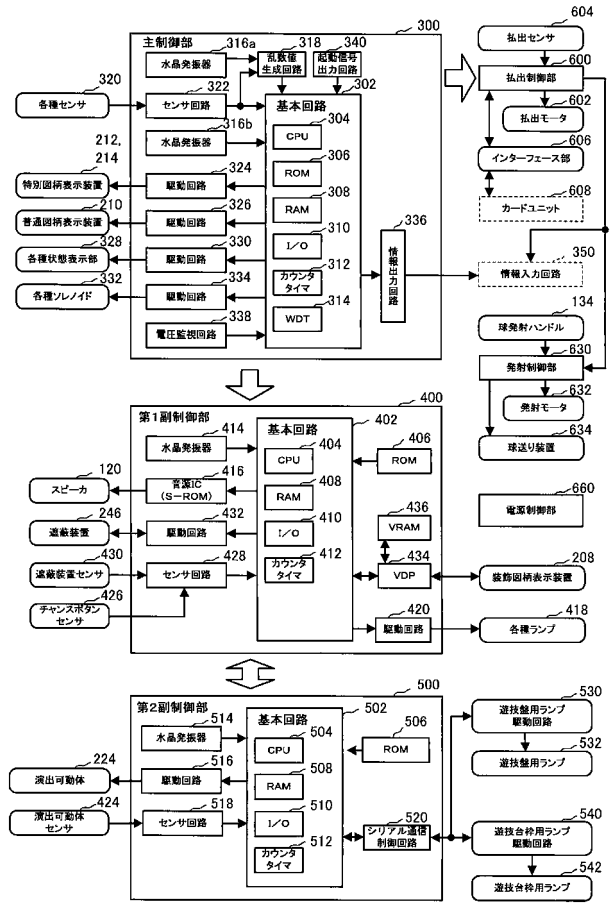 300
主制御部
316a
318
340
水晶発振器
乱数値
生成回路
起動信号
出力回路
320
322
302
各種センサ
センサ回路
基本回路
316b
304
水晶発振器
CPU
212,
214
324
306
特別図柄表示装置
駆動回路
ROM
210
326
308
普通図柄表示装置
駆動回路
RAM
328
330
310
336
各種状態表示部
駆動回路
I/O
情報出力回路
332
334
312
各種ソレノイド
駆動回路
カウンタ
タイマ
338
314
電圧監視回路
WDT
604
払出センサ
600
払出制御部
602
払出モータ
606
インターフェース部
608
カードユニット
350
情報入力回路
134
球発射ハンドル
630
発射制御部
632
発射モータ
634
球送り装置
660
電源制御部
400
第1副制御部
414
402
水晶発振器
基本回路
404
406
CPU
ROM
120
416
408
スピーカ
音源IC
(S-ROM)
RAM
246
432
410
436
遮蔽装置
駆動回路
I/O
VRAM
430
428
412
434
208
遮蔽装置センサ
センサ回路
カウンタ
タイマ
VDP
装飾図柄表示装置
426
420
418
チャンスボタン
センサ
駆動回路
各種ランプ
500
第2副制御部
514
502
水晶発振器
基本回路
504
506
CPU
ROM
224
516
508
演出可動体
駆動回路
RAM
424
518
510
演出可動体
センサ
センサ回路
I/O
512
520
カウンタ
タイマ
シリアル通信
制御回路
530
遊技盤用ランプ
駆動回路
532
遊技盤用ランプ
540
遊技台枠用ランプ
駆動回路
542
遊技台枠用ランプ